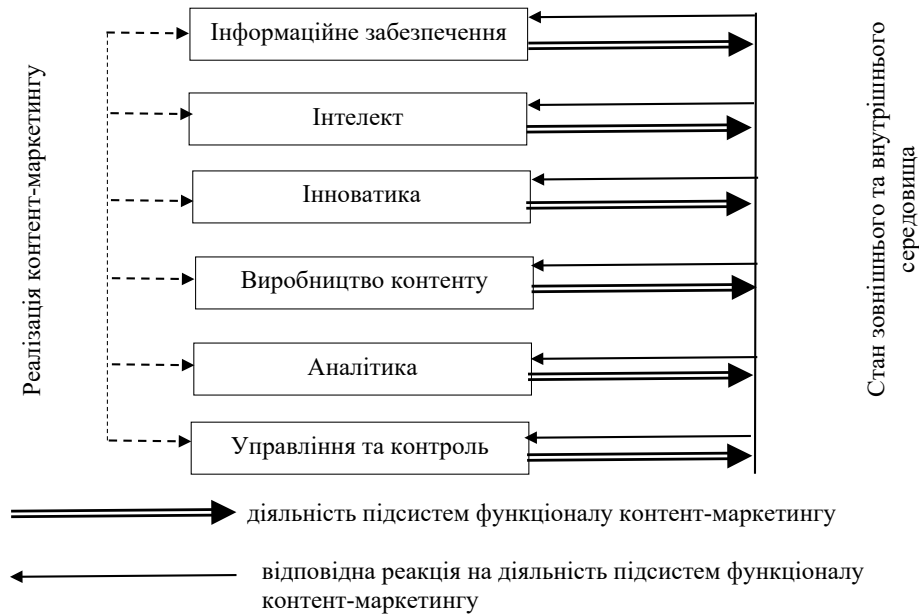 Реалізація контент-маркетингу
Інформаційне забезпечення
Інтелект
Інноватика
Виробництво контенту
Аналітика
Управління та контроль
Стан зовнішнього та внутрішнього
середовища
діяльність підсистем функціоналу контент-маркетингу
відповідна реакція на діяльність підсистем функціоналу
контент-маркетингу